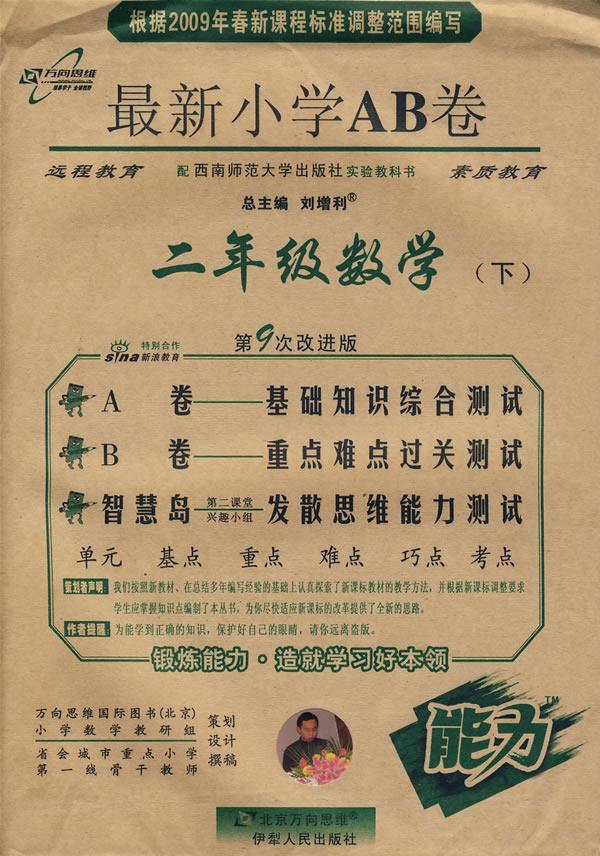 根据2009年春新课程标准调整范围编写
万向思维
最新小学AB卷
远程教育 配西南师范大学出版社实验教科书 素质教育
总主编 刘增利®
二年级数学（下）
sina 特别合作 新浪教育
第9次改进版
A 卷——基础知识综合测试
B 卷——重点难点过关测试
智慧岛 第二课堂 兴趣小组 发散思维能力测试
单元 基点 重点 难点 巧点 考点
策划者声明：我们按照新教材、在总结多年编写经验的基础上认真探索了新课标教材的教学方法，并根据新课标调整要求
学生应掌握知识点编制了本丛书。为你尽快适应新课标的改革提供了全新的思路。
作者提醒：为能学到正确的知识，保护好自己的眼睛，请你远离盗版。
锻炼能力·造就学习好本领
万向思维国际图书(北京)
小学数学教研组
省会城市重点小学
第一线骨干教师
策划
设计
撰稿
能力™
北京万向思维®
伊犁人民出版社